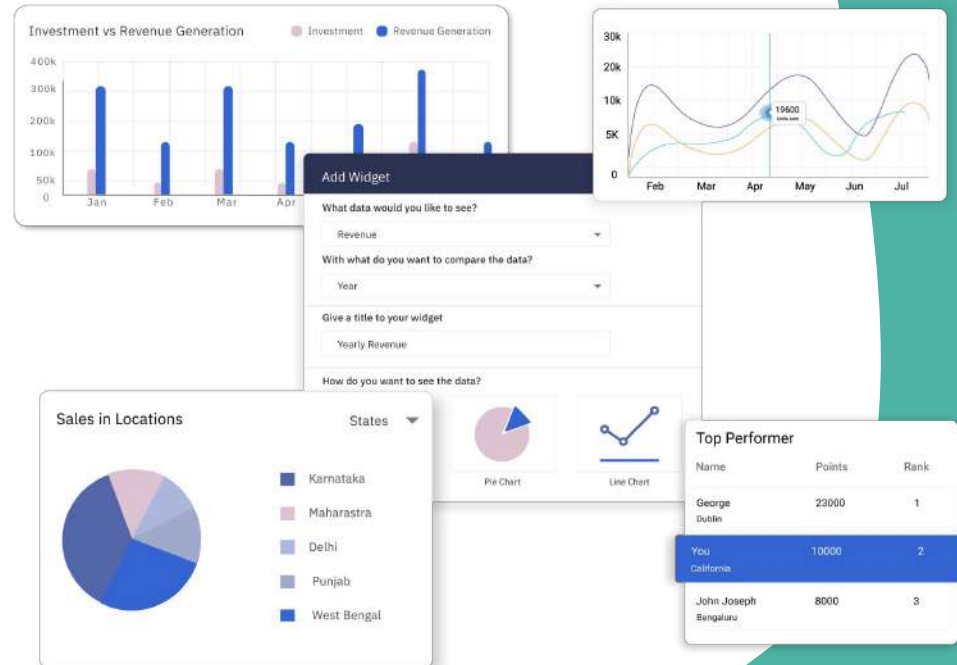 Investment vs Revenue Generation
Investment
Revenue Generation
400k
300k
200k
100k
50k
0
Jan
Feb
Mar
Apr
30k
20k
10k
5K
0
19600
Units sent
Feb
Mar
Apr
May
Jun
Jul
Add Widget
What data would you like to see?
Revenue
With what do you want to compare the data?
Year
Give a title to your widget
Yearly Revenue
How do you want to see the data?
Pie Chart
Line Chart
Sales in Locations
States
Karnataka
Maharastra
Delhi
Punjab
West Bengal
Top Performer
Name Points Rank
George 23000 1
Dublin
You 10000 2
California
John Joseph 8000 3
Bengaluru